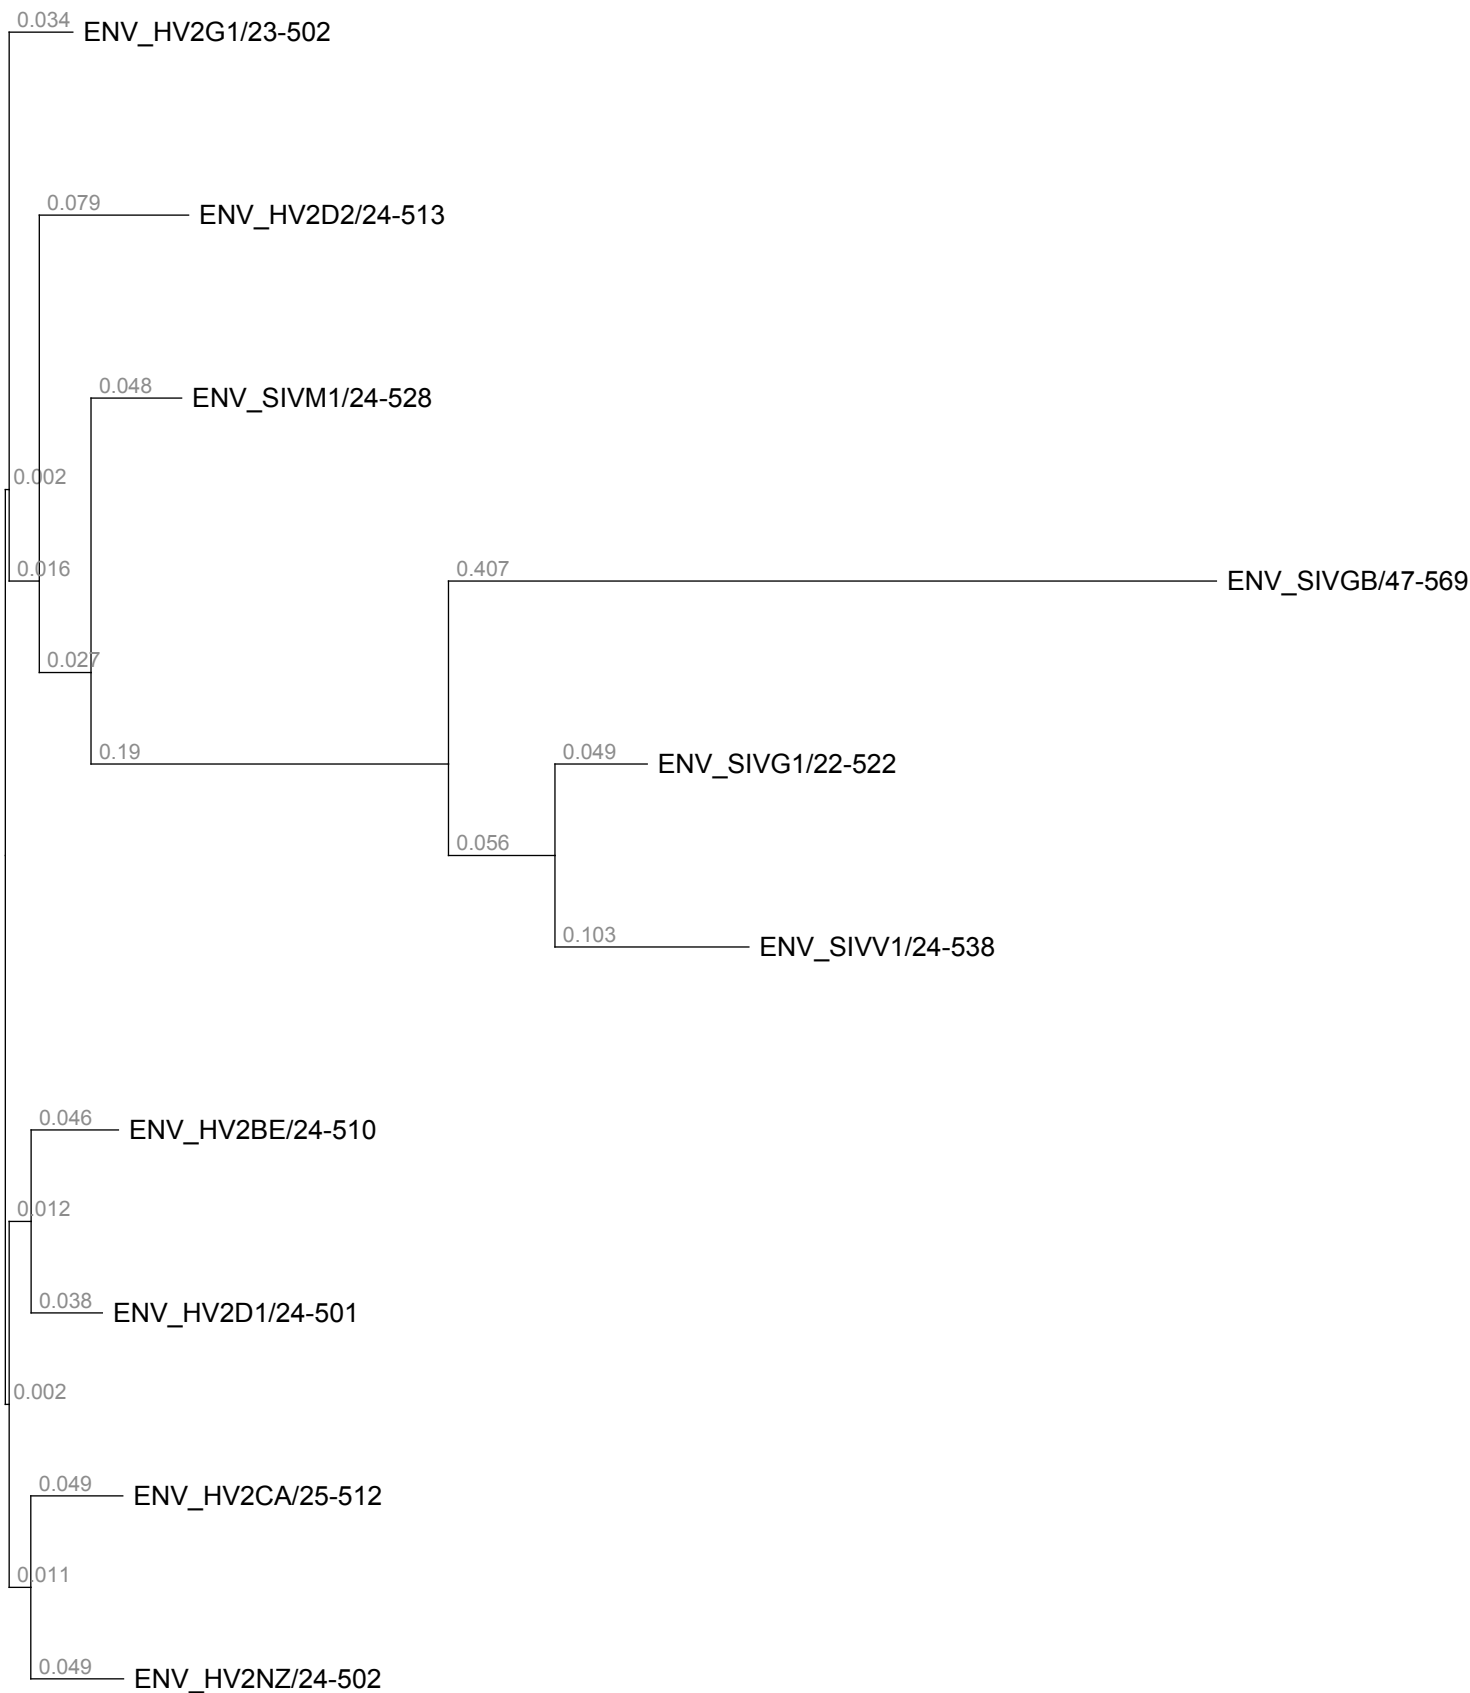 0.034
ENV_HV2G1/23-502
0.079
ENV_HV2D2/24-513
0.048
ENV_SIVM1/24-528
0.002
0.016
0.407
ENV_SIVGB/47-569
0.027
0.19
0.049
ENV_SIVG1/22-522
0.056
0.103
ENV_SIVV1/24-538
0.046
ENV_HV2BE/24-510
0.012
0.038
ENV_HV2D1/24-501
0.002
0.049
ENV_HV2CA/25-512
0.011
0.049
ENV_HV2NZ/24-502